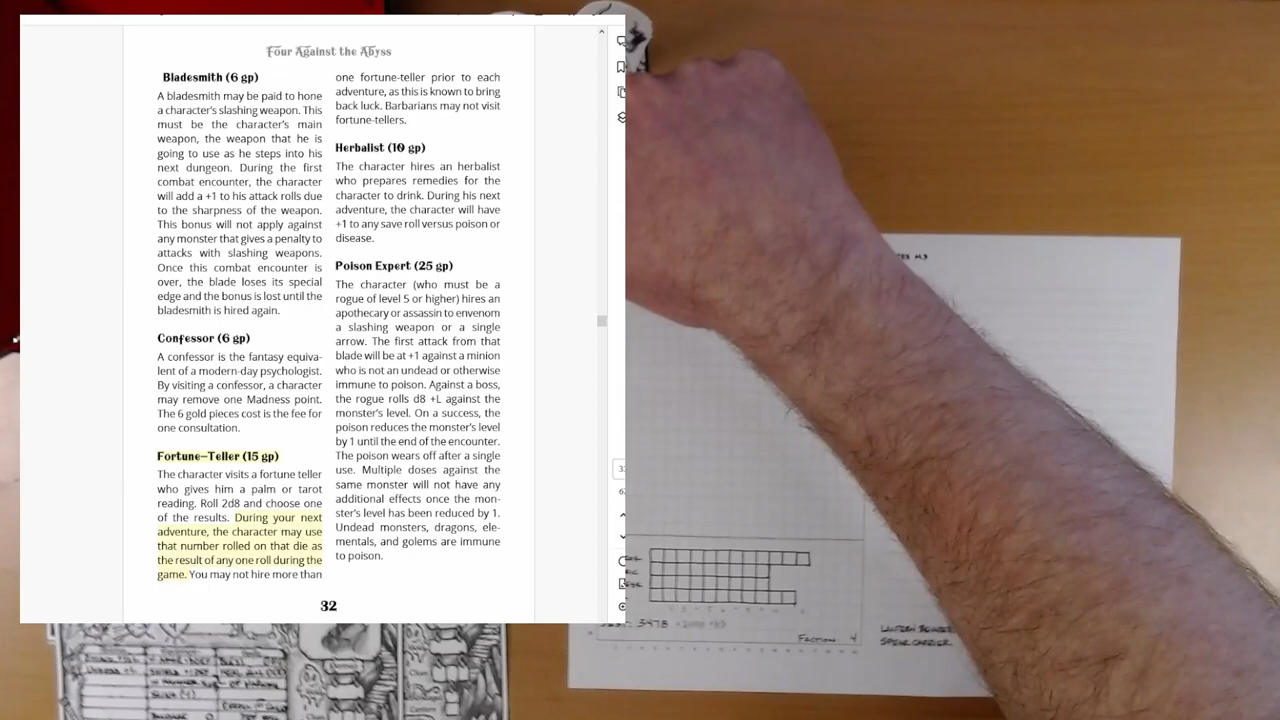 Four Against the Abyss
Bladesmith (6 gp)
A bladesmith may be paid to hone
a character's slashing weapon. This
must be the character's main
weapon, the weapon that he is
going to use as he steps into his
next dungeon. During the first
combat encounter, the character
will add a +1 to his attack rolls due
to the sharpness of the weapon.
This bonus will not apply against
any monster that gives a penalty to
attacks with slashing weapons.
Once this combat encounter is
over, the blade loses its special
edge and the bonus is lost until the
bladesmith is hired again.
Confessor (6 gp)
A confessor is the fantasy equiva-
lent of a modern-day psychologist.
By visiting a confessor, a character
may remove one Madness point.
The 6 gold pieces cost is the fee for
one consultation.
Fortune-Teller (15 gp)
The character visits a fortune teller
who gives him a palm or tarot
reading. Roll 2d8 and choose one
of the results. During your next
adventure, the character may use
that number rolled on that die as
the result of any one roll during the
game. You may not hire more than
one fortune-teller prior to each
adventure, as this is known to bring
back luck. Barbarians may not visit
fortune-tellers.
Herbalist (10 gp)
The character hires an herbalist
who prepares remedies for the
character to drink. During his next
adventure, the character will have
+1 to any save roll versus poison or
disease.
Poison Expert (25 gp)
The character (who must be a
rogue of level 5 or higher) hires an
apothecary or assassin to envenom
a slashing weapon or a single
arrow. The first attack from that
blade will be at +1 against a minion
who is not an undead or otherwise
immune to poison. Against a boss,
the rogue rolls d8 +L against the
monster's level. On a success, the
poison reduces the monster's level
by 1 until the end of the encounter.
The poison wears off after a single
use. Multiple doses against the
same monster will not have any
additional effects once the mon-
ster's level has been reduced by 1.
Undead monsters, dragons, ele-
mentals, and golems are immune
to poison.
32
3478
Faction 4
SPEAR CARRIER